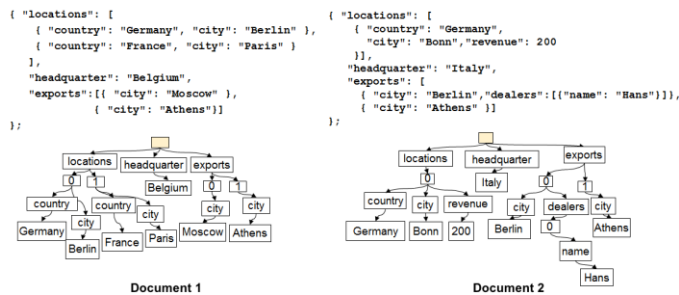 { "locations": [
{ "country": "Germany", "city": "Berlin" },
{ "country": "France", "city": "Paris" }
],
"headquarter": "Belgium",
"exports":[{ "city": "Moscow" },
{ "city": "Athens"}]
};
locations headquarter exports
0 1 Belgium 0 1
country city country city city city
Germany Berlin France Paris Moscow Athens
Document 1
{ "locations": [
{ "country": "Germany",
"city": "Bonn","revenue": 200
}],
"headquarter": "Italy",
"exports": [
{ "city": "Berlin","dealers":[{"name": "Hans"}]},
{ "city": "Athens" }]
};
locations headquarter exports
0 Italy 0 1
country city revenue city dealers city
Germany Bonn 200 Berlin 0 Athens
name
Hans
Document 2